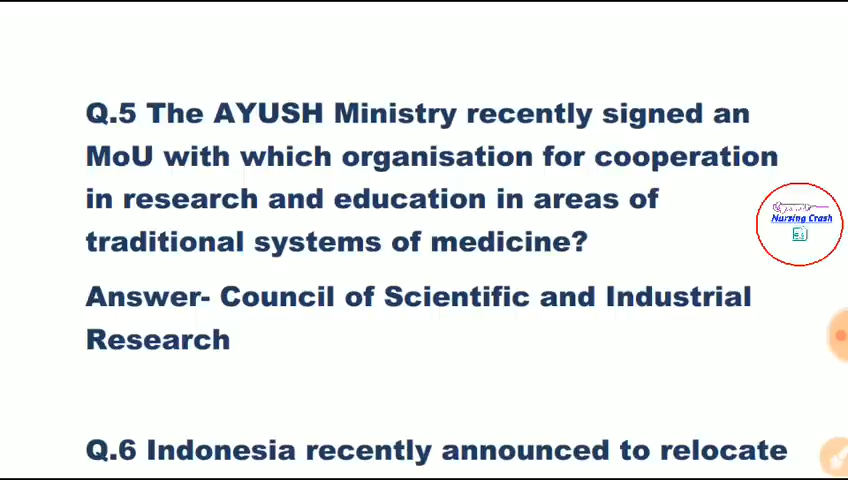 Q.5 The AYUSH Ministry recently signed an
MoU with which organisation for cooperation
in research and education in areas of
traditional systems of medicine?
Nursing Crash
Answer- Council of Scientific and Industrial
Research
Q.6 Indonesia recently announced to relocate